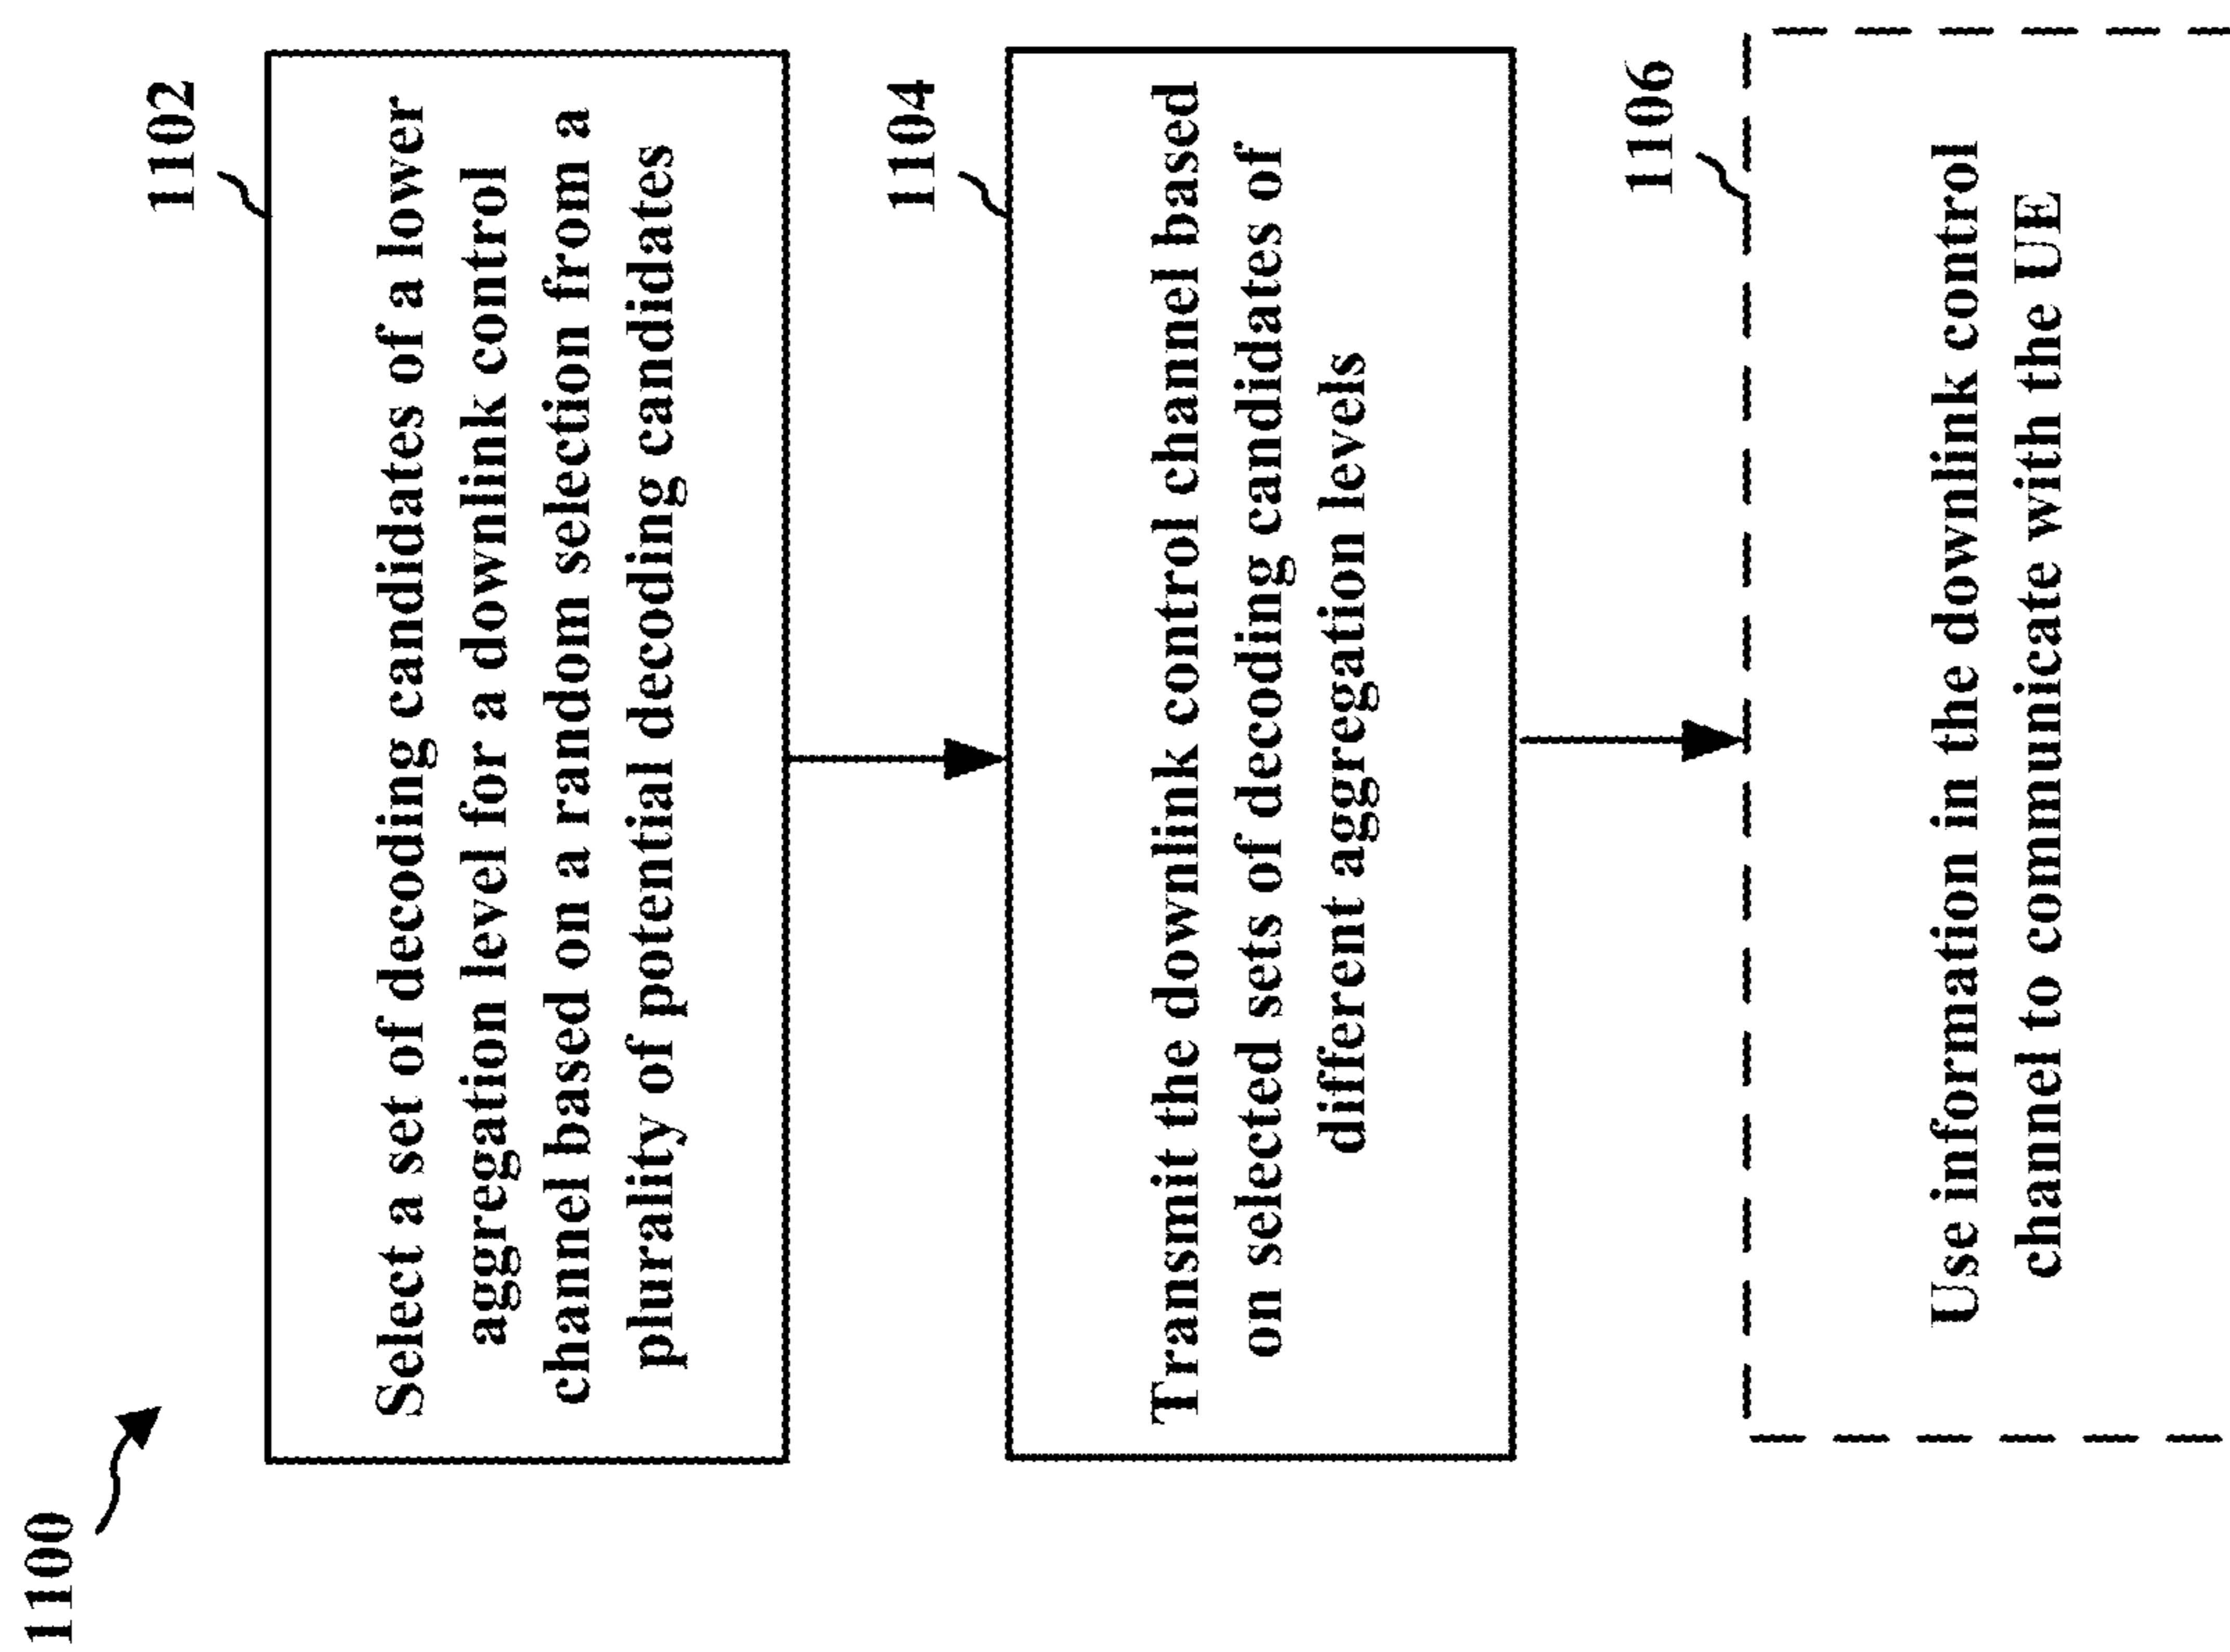 1100
1102
Select a set of decoding candidates of a lower
aggregation level for a downlink control
channel based on a random selection from a
plurality of potential decoding candidates
1104
Transmit the downlink control channel based
on selected sets of decoding candidates of
different aggregation levels
1106
Use information in the downlink control
channel to communicate with the UE